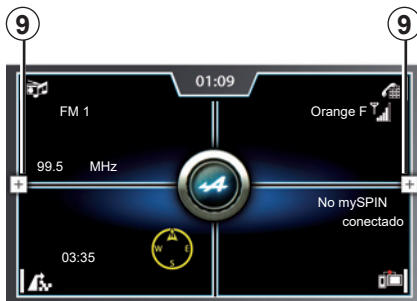 9 9
01:09
FM 1
Orange F
99.5 MHz
+ +
No mySPIN
conectado
03:35
W E
S